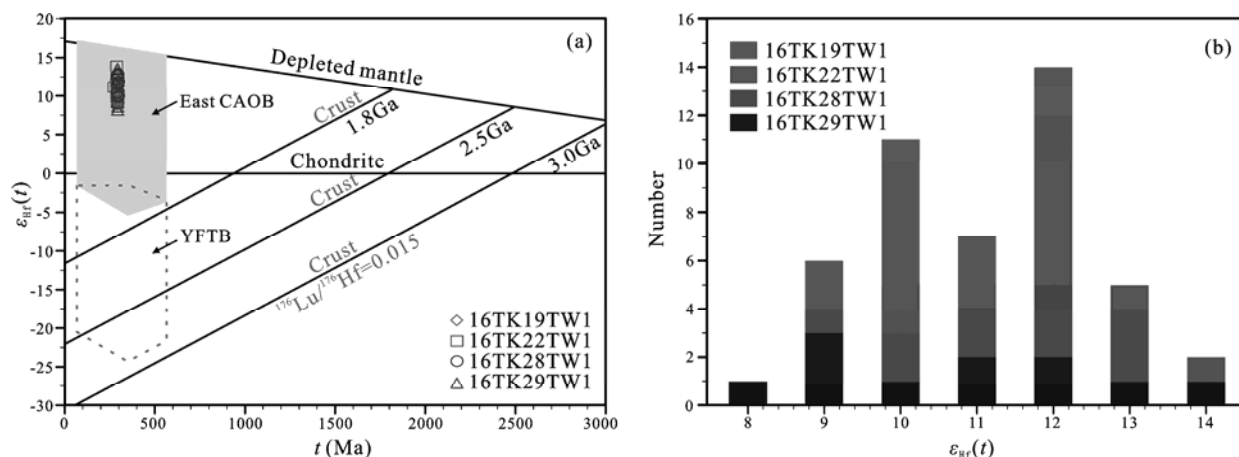 (a)
20
15
10
5
0
-5
-10
-15
-20
-25
-30
εHf(t)
0
500
1000
1500
2000
2500
3000
t (Ma)
Depleted mantle
East CAOB
Crust
1.8Ga
Chondrite
2.5Ga
3.0Ga
Crust
YFTB
Crust
¹⁷⁶Lu/¹⁷⁶Hf=0.015
16TK19TW1
16TK22TW1
16TK28TW1
16TK29TW1
(b)
16
14
12
10
8
6
4
2
0
Number
16TK19TW1
16TK22TW1
16TK28TW1
16TK29TW1
8
9
10
11
12
13
14
εHf(t)